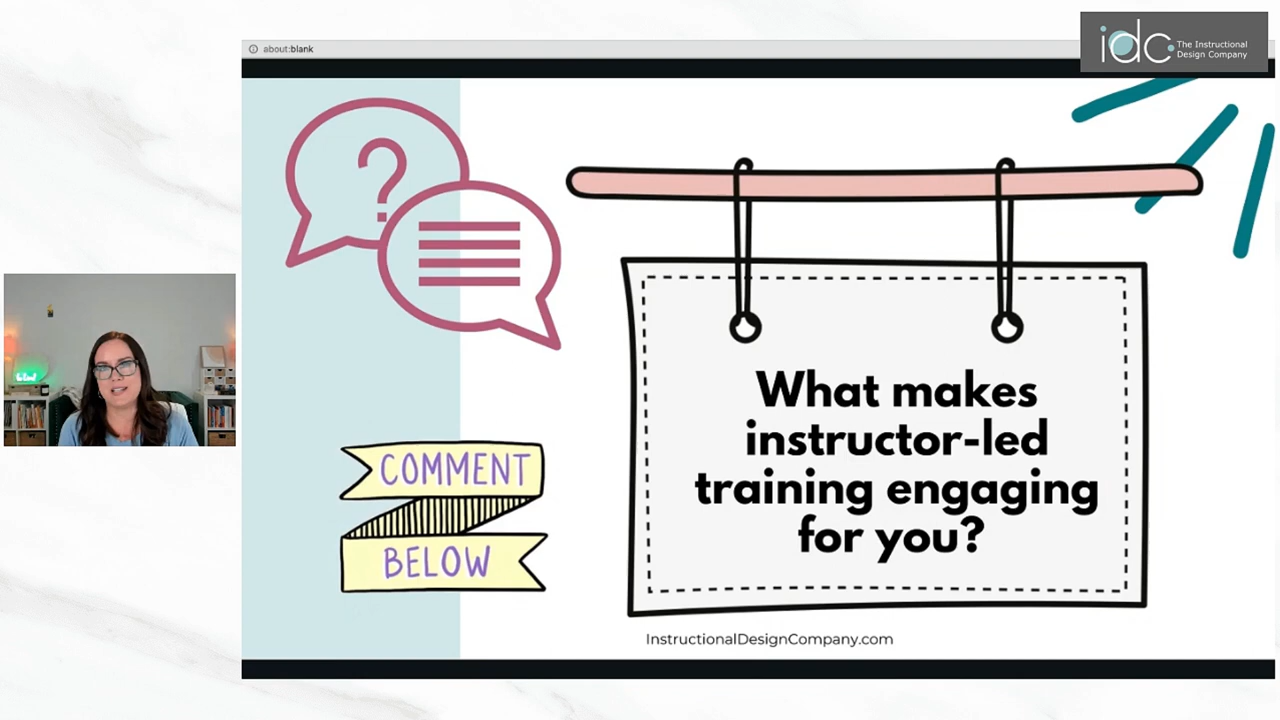 about:blank
idc
The Instructional
Design Company
?
What makes
instructor-led
training engaging
for you?
COMMENT
BELOW
InstructionalDesignCompany.com